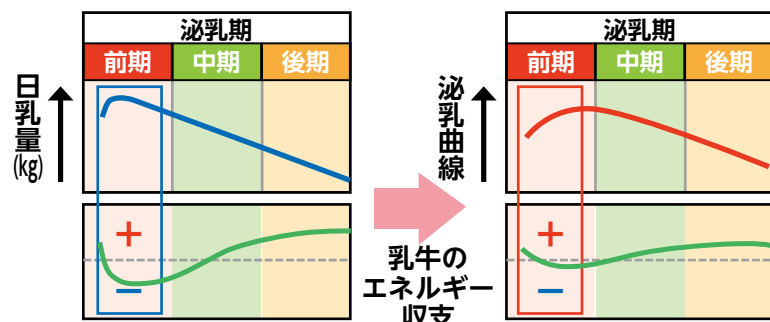 泌乳期
前期
中期
後期
日乳量(kg)
+
−
乳牛の
エネルギー
収支
泌乳期
前期
中期
後期
泌乳曲線
+
−